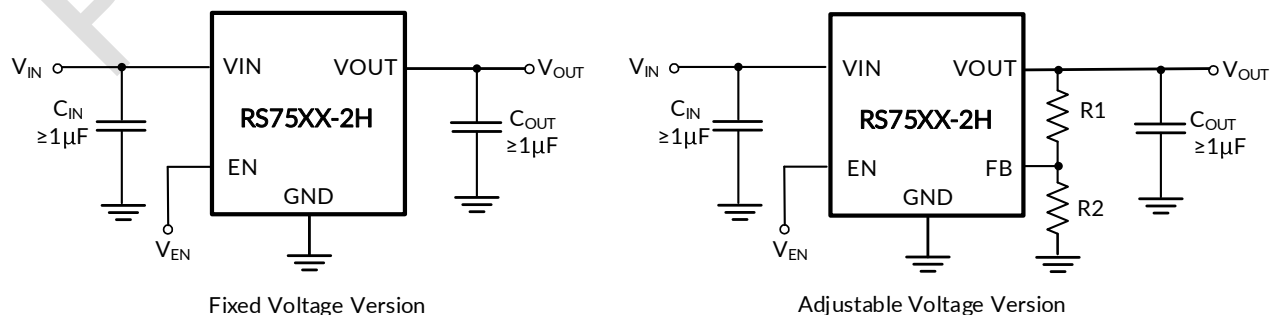 VIN
VIN
VOUT
VOUT
CIN
≥1μF
RS75XX-2H
COUT
≥1μF
EN
GND
VEN
Fixed Voltage Version
VIN
VIN
VOUT
VOUT
CIN
≥1μF
RS75XX-2H
R1
COUT
≥1μF
EN
FB
GND
R2
VEN
Adjustable Voltage Version